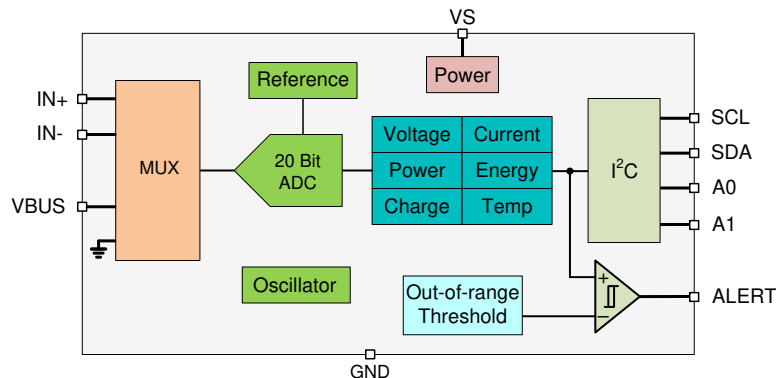 VS
Reference
Power
IN+
IN-
VBUS
MUX
20 Bit
ADC
Voltage
Current
Power
Energy
Charge
Temp
I²C
SCL
SDA
A0
A1
Oscillator
Out-of-range
Threshold
+
−
ALERT
GND